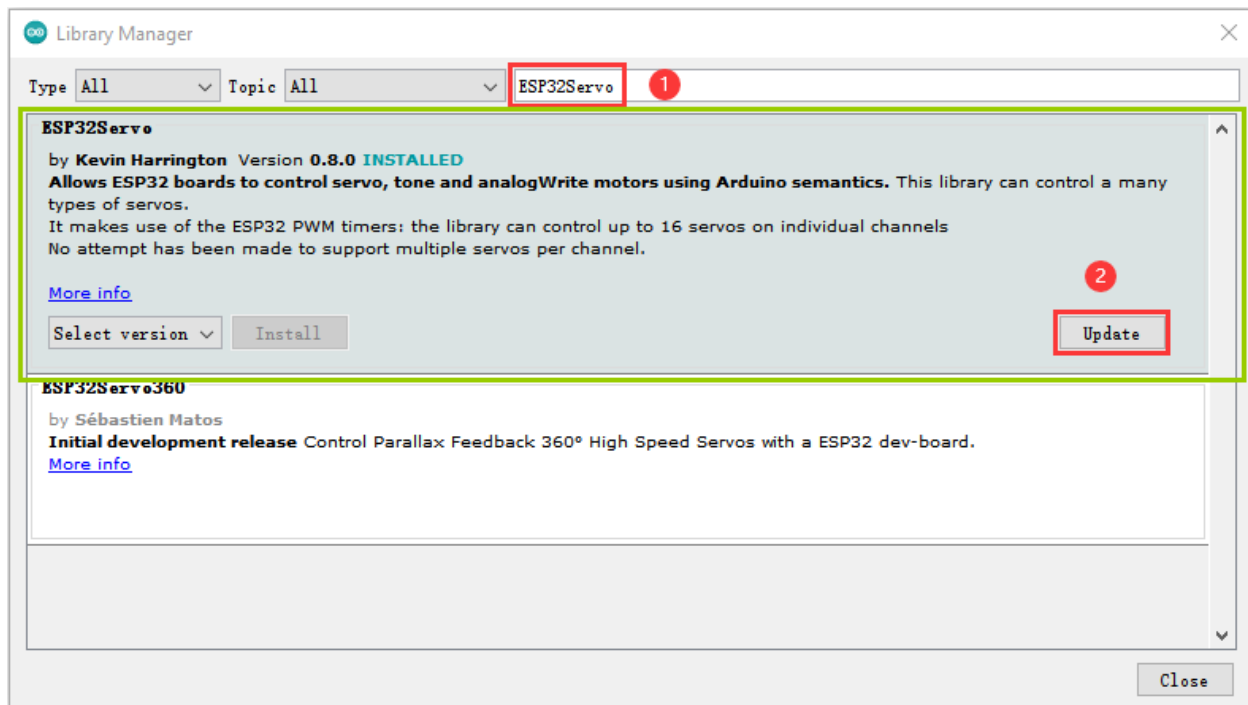 Library Manager
Type All Topic All ESP32Servo 1
ESP32Servo
by Kevin Harrington Version 0.8.0 INSTALLED
Allows ESP32 boards to control servo, tone and analogWrite motors using Arduino semantics. This library can control a many
types of servos.
It makes use of the ESP32 PWM timers: the library can control up to 16 servos on individual channels
No attempt has been made to support multiple servos per channel.
More info
2
Select version Install Update
ESP32Servo360
by Sébastien Matos
Initial development release Control Parallax Feedback 360° High Speed Servos with a ESP32 dev-board.
More info
Close